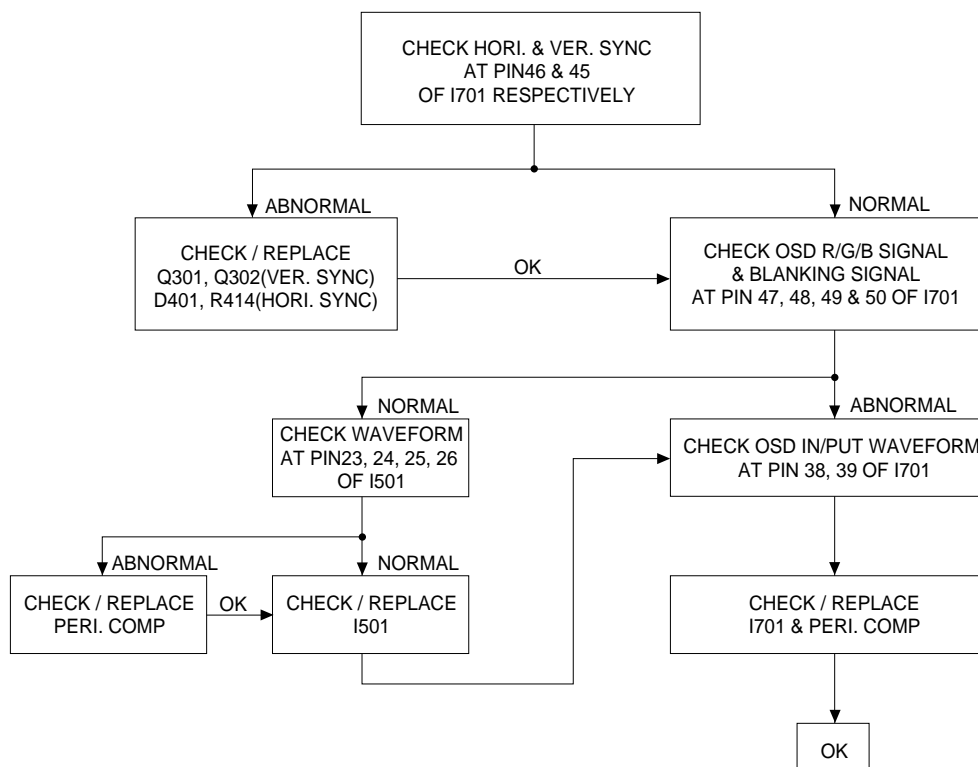 CHECK HORI. & VER. SYNC
AT PIN46 & 45
OF I701 RESPECTIVELY
ABNORMAL
NORMAL
CHECK / REPLACE
Q301, Q302(VER. SYNC)
D401, R414(HORI. SYNC)
OK
CHECK OSD R/G/B SIGNAL
& BLANKING SIGNAL
AT PIN 47, 48, 49 & 50 OF I701
NORMAL
ABNORMAL
CHECK WAVEFORM
AT PIN23, 24, 25, 26
OF I501
CHECK OSD IN/PUT WAVEFORM
AT PIN 38, 39 OF I701
ABNORMAL
NORMAL
CHECK / REPLACE
PERI. COMP
OK
CHECK / REPLACE
I501
CHECK / REPLACE
I701 & PERI. COMP
OK